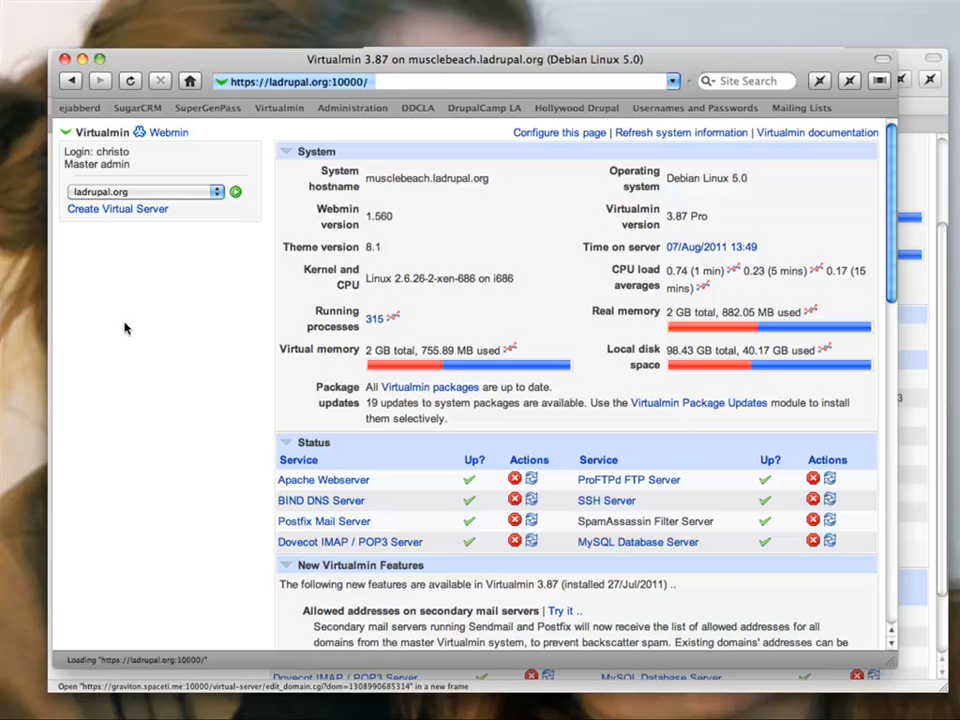 Virtualmin 3.87 on musclebeach.ladrupal.org (Debian Linux 5.0)
https://ladrupal.org:10000/
Site Search
ejabberd SugarCRM SuperGenPass Virtualmin Administration DDCLA DrupalCamp LA Hollywood Drupal Usernames and Passwords Mailing Lists
Virtualmin Webmin
Login: christo
Master admin
ladrupal.org
Create Virtual Server
Configure this page | Refresh system information | Virtualmin documentation
System
System hostname musclebeach.ladrupal.org Operating system Debian Linux 5.0
Webmin version 1.560 Virtualmin version 3.87 Pro
Theme version 8.1 Time on server 07/Aug/2011 13:49
Kernel and CPU Linux 2.6.26-2-xen-686 on i686 CPU load averages 0.74 (1 min) 0.23 (5 mins) 0.17 (15 mins)
Running processes 315 Real memory 2 GB total, 882.05 MB used
Virtual memory 2 GB total, 755.89 MB used Local disk space 98.43 GB total, 40.17 GB used
Package updates All Virtualmin packages are up to date.
19 updates to system packages are available. Use the Virtualmin Package Updates module to install
them selectively.
Status
Service Up? Actions Service Up? Actions
Apache Webserver ProFTPd FTP Server
BIND DNS Server SSH Server
Postfix Mail Server SpamAssassin Filter Server
Dovecot IMAP / POP3 Server MySQL Database Server
New Virtualmin Features
The following new features are available in Virtualmin 3.87 (installed 27/Jul/2011) ..
Allowed addresses on secondary mail servers | Try it ..
Secondary mail servers running Sendmail and Postfix will now receive the list of allowed addresses for all
domains from the master Virtualmin system, to prevent backscatter spam. Existing domains' addresses can be
Loading "https://ladrupal.org:10000/"
Dovecot IMAP / POP3 Server MySQL Database Server
Open "https://graviton.spaceti.me:10000/virtual-server/edit_domain.cgi?dom=1308990685314" in a new frame